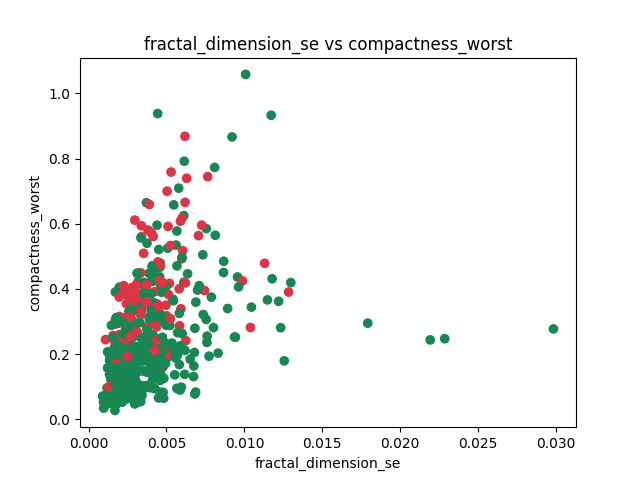 fractal_dimension_se vs compactness_worst
1.0
0.8
0.6
0.4
0.2
0.0
compactness_worst
0.000 0.005 0.010 0.015 0.020 0.025 0.030
fractal_dimension_se